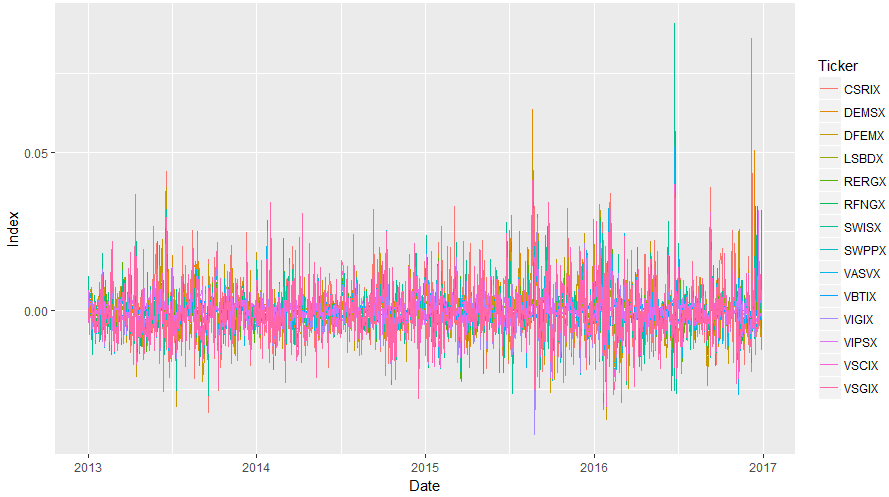 Index
0.05
0.00
2013 2014 2015 2016 2017
Date
Ticker
CSRIX
DEMSX
DFEMX
LSBDX
RERGX
RFNGX
SWISX
SWPPX
VASVX
VBTIX
VIGIX
VIPSX
VSCIX
VSGIX